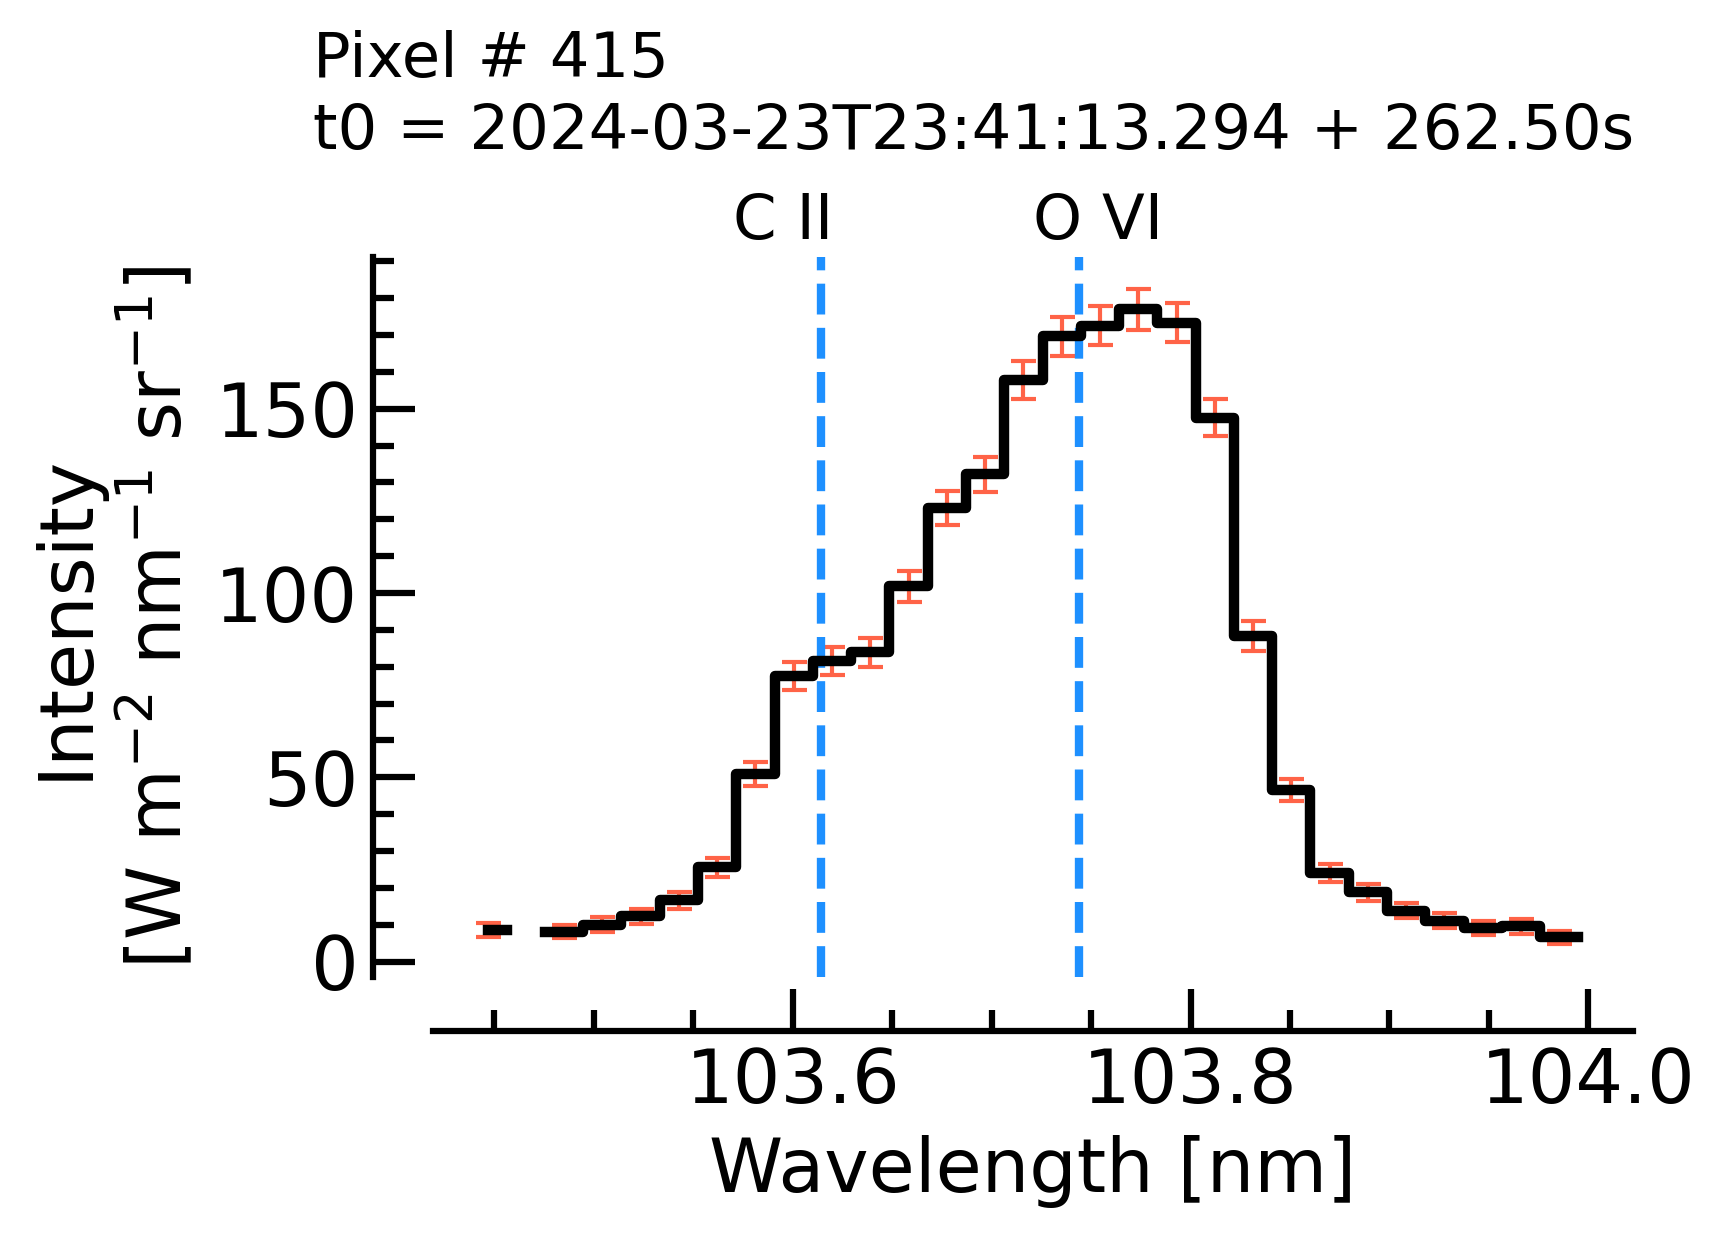 Pixel # 415
t0 = 2024-03-23T23:41:13.294 + 262.50s
C II
O VI
Intensity
[W m⁻² nm⁻¹ sr⁻¹]
150
100
50
0
103.6
103.8
104.0
Wavelength [nm]